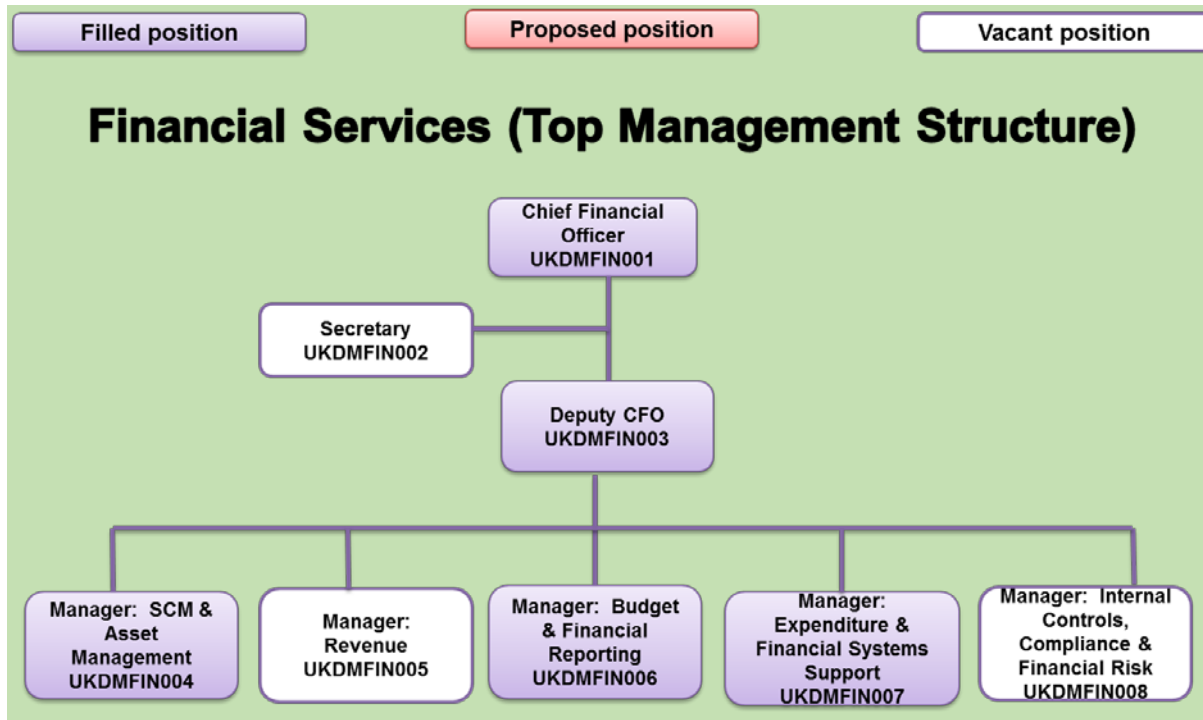 Filled position
Proposed position
Vacant position
Financial Services (Top Management Structure)
Chief Financial
Officer
UKDMFIN001
Secretary
UKDMFIN002
Deputy CFO
UKDMFIN003
Manager: SCM &
Asset
Management
UKDMFIN004
Manager:
Revenue
UKDMFIN005
Manager: Budget
& Financial
Reporting
UKDMFIN006
Manager:
Expenditure &
Financial Systems
Support
UKDMFIN007
Manager: Internal
Controls,
Compliance &
Financial Risk
UKDMFIN008